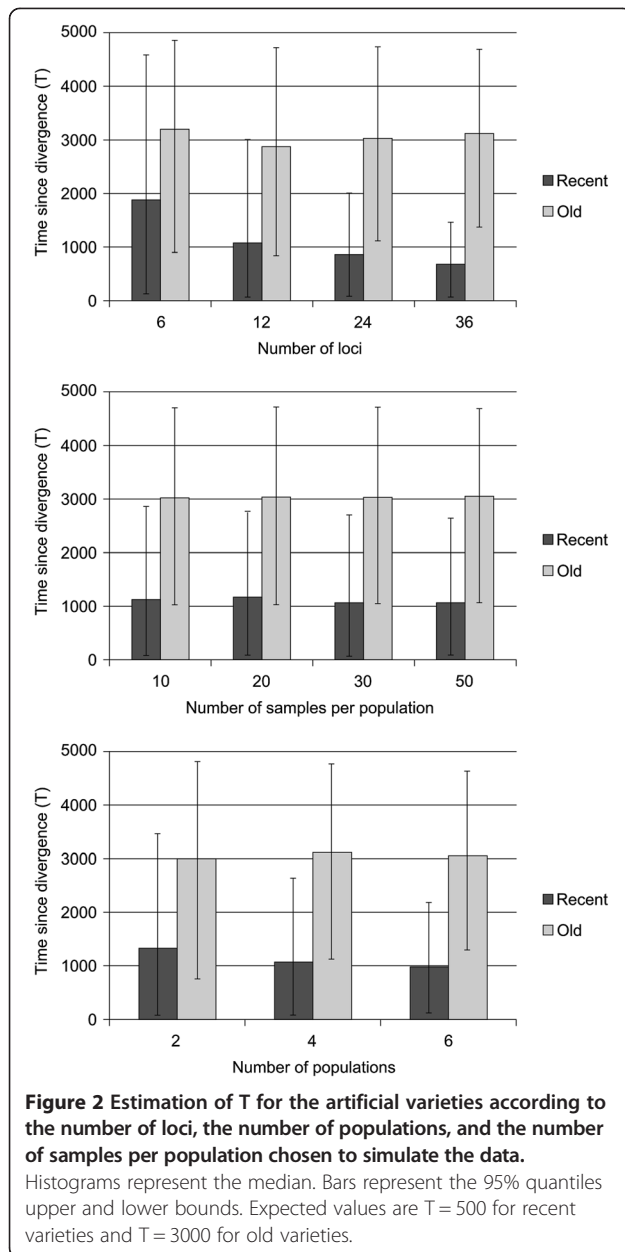 5000
4000
3000
2000
1000
0
Time since divergence (T)
Recent
Old
6 12 24 36
Number of loci
5000
4000
3000
2000
1000
0
Time since divergence (T)
Recent
Old
10 20 30 50
Number of samples per population
5000
4000
3000
2000
1000
0
Time since divergence (T)
Recent
Old
2 4 6
Number of populations
Figure 2 Estimation of T for the artificial varieties according to
the number of loci, the number of populations, and the number
of samples per population chosen to simulate the data.
Histograms represent the median. Bars represent the 95% quantiles
upper and lower bounds. Expected values are T = 500 for recent
varieties and T = 3000 for old varieties.